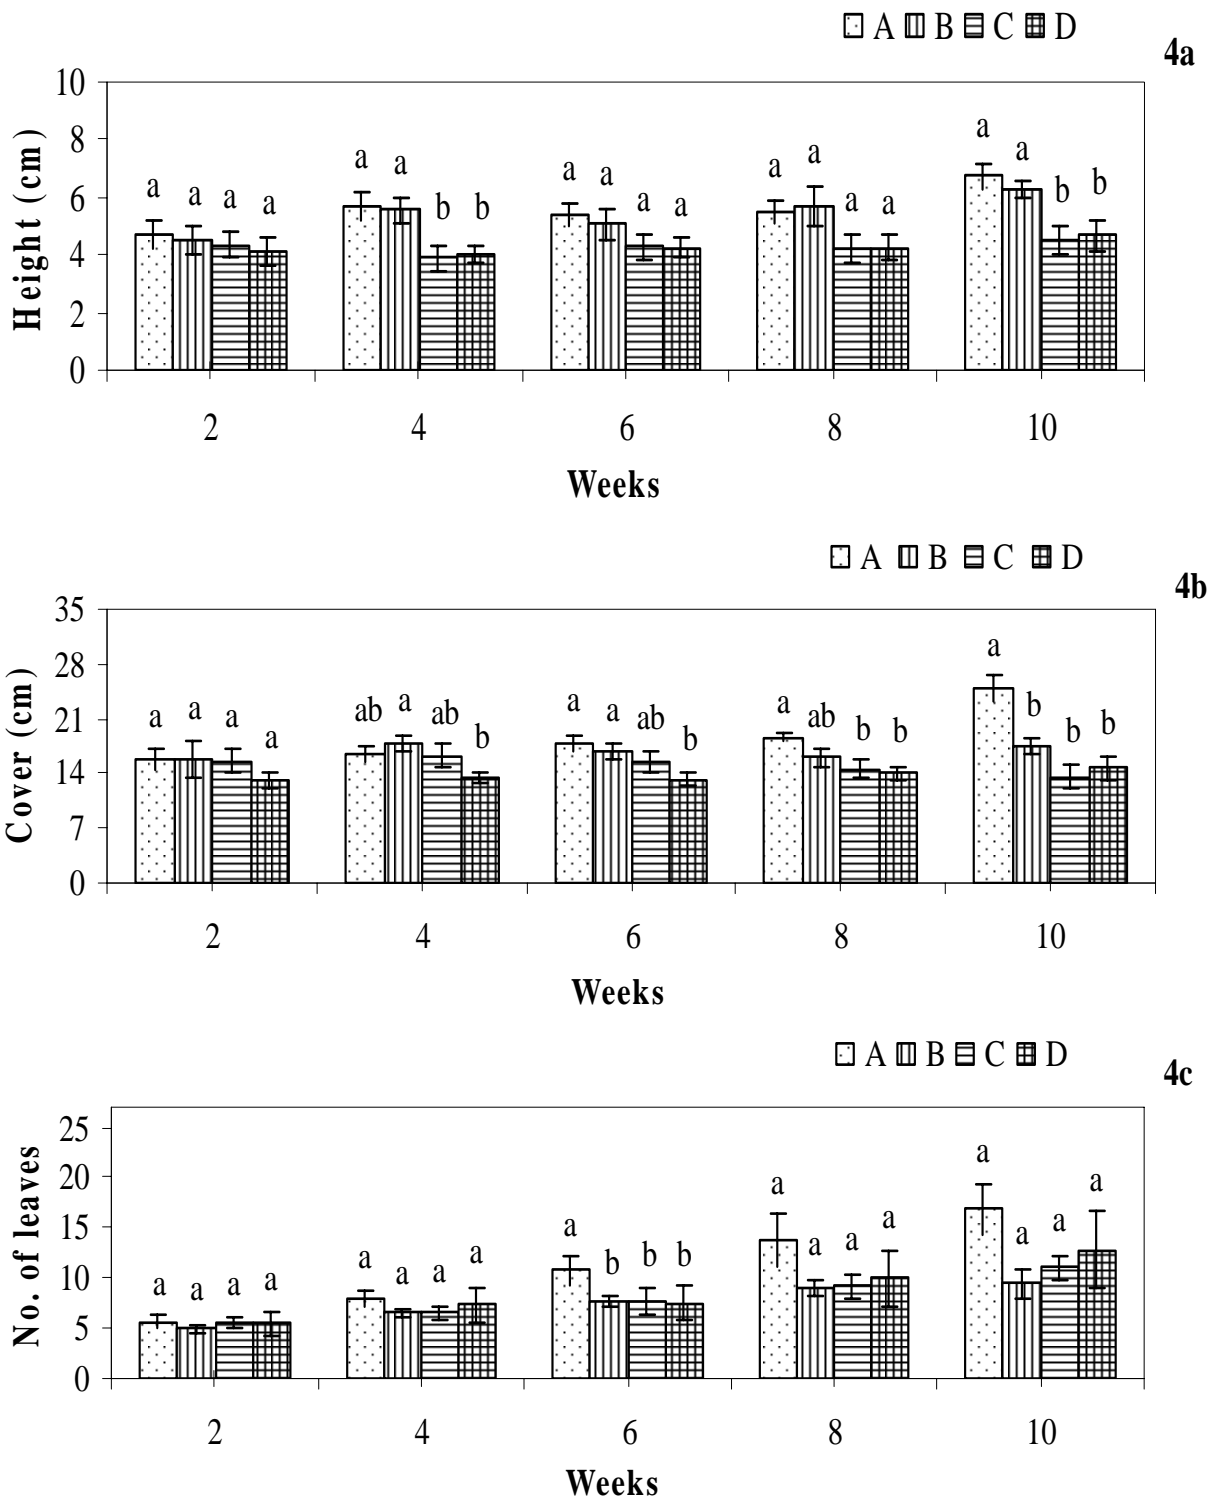 A B C D
4a
10
8
6
4
2
0
Height (cm)
a a a a
a a b b
a a a a
a a a a
a a b b
2 4 6 8 10
Weeks
A B C D
4b
35
28
21
14
7
0
Cover (cm)
a a a a
ab a ab b
a a ab b
a ab b b
a b b b
2 4 6 8 10
Weeks
A B C D
4c
25
20
15
10
5
0
No. of leaves
a a a a
a a a a
a b b b
a a a a
a a a a
2 4 6 8 10
Weeks